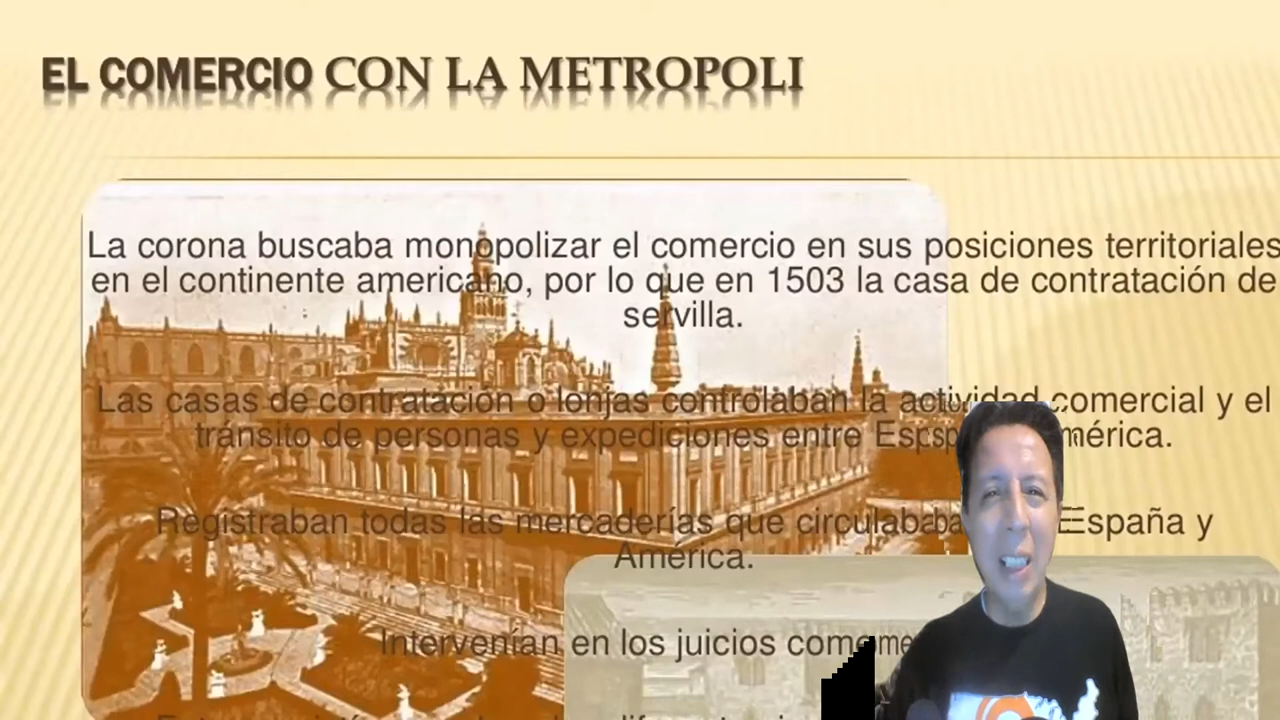 EL COMERCIO CON LA METROPOLI
La corona buscaba monopolizar el comercio en sus posiciones territoriales
en el continente americano, por lo que en 1503 la casa de contratación de
servilla.
Las casas de contratación o lonjas controlaban la actividad comercial y el
tránsito de personas y expediciones entre América.
Registraban todas las mercaderías que España y
América.
Intervenían en los juicios